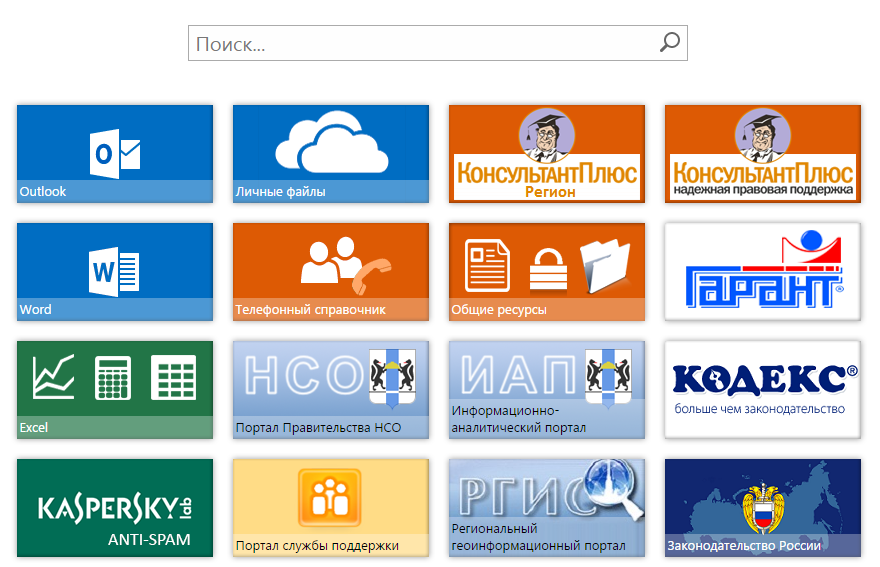 Поиск...
O
Outlook
Личные файлы
КонсультантПлюс
Регион
КонсультантПлюс
надежная правовая поддержка
W
Word
Телефонный справочник
Общие ресурсы
Гарант®
Excel
НСО
Портал Правительства НСО
ИАП
Информационно-
аналитический портал
КОДЕКС®
больше чем законодательство
KASPERSKY lab
ANTI-SPAM
Портал службы поддержки
РГИС
Региональный
геоинформационный портал
Законодательство России